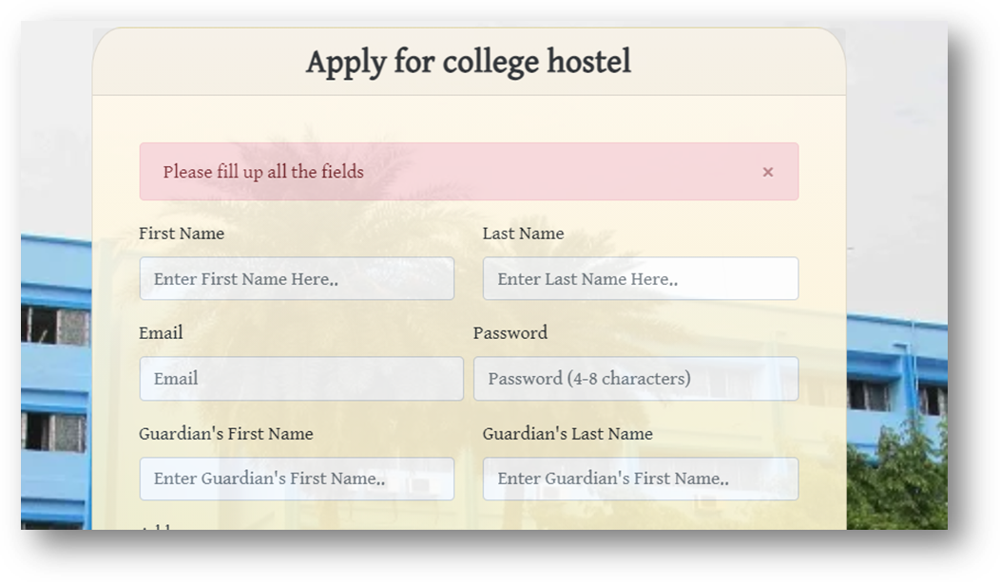 Apply for college hostel
Please fill up all the fields ×
First Name Last Name
Enter First Name Here.. Enter Last Name Here..
Email Password
Email Password (4-8 characters)
Guardian's First Name Guardian's Last Name
Enter Guardian's First Name.. Enter Guardian's First Name..